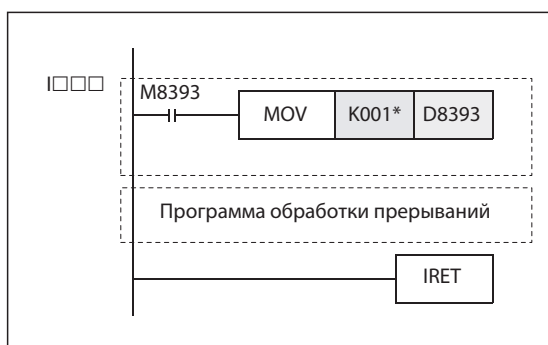 I□□□
M8393
MOV K001* D8393
Программа обработки прерываний
IRET